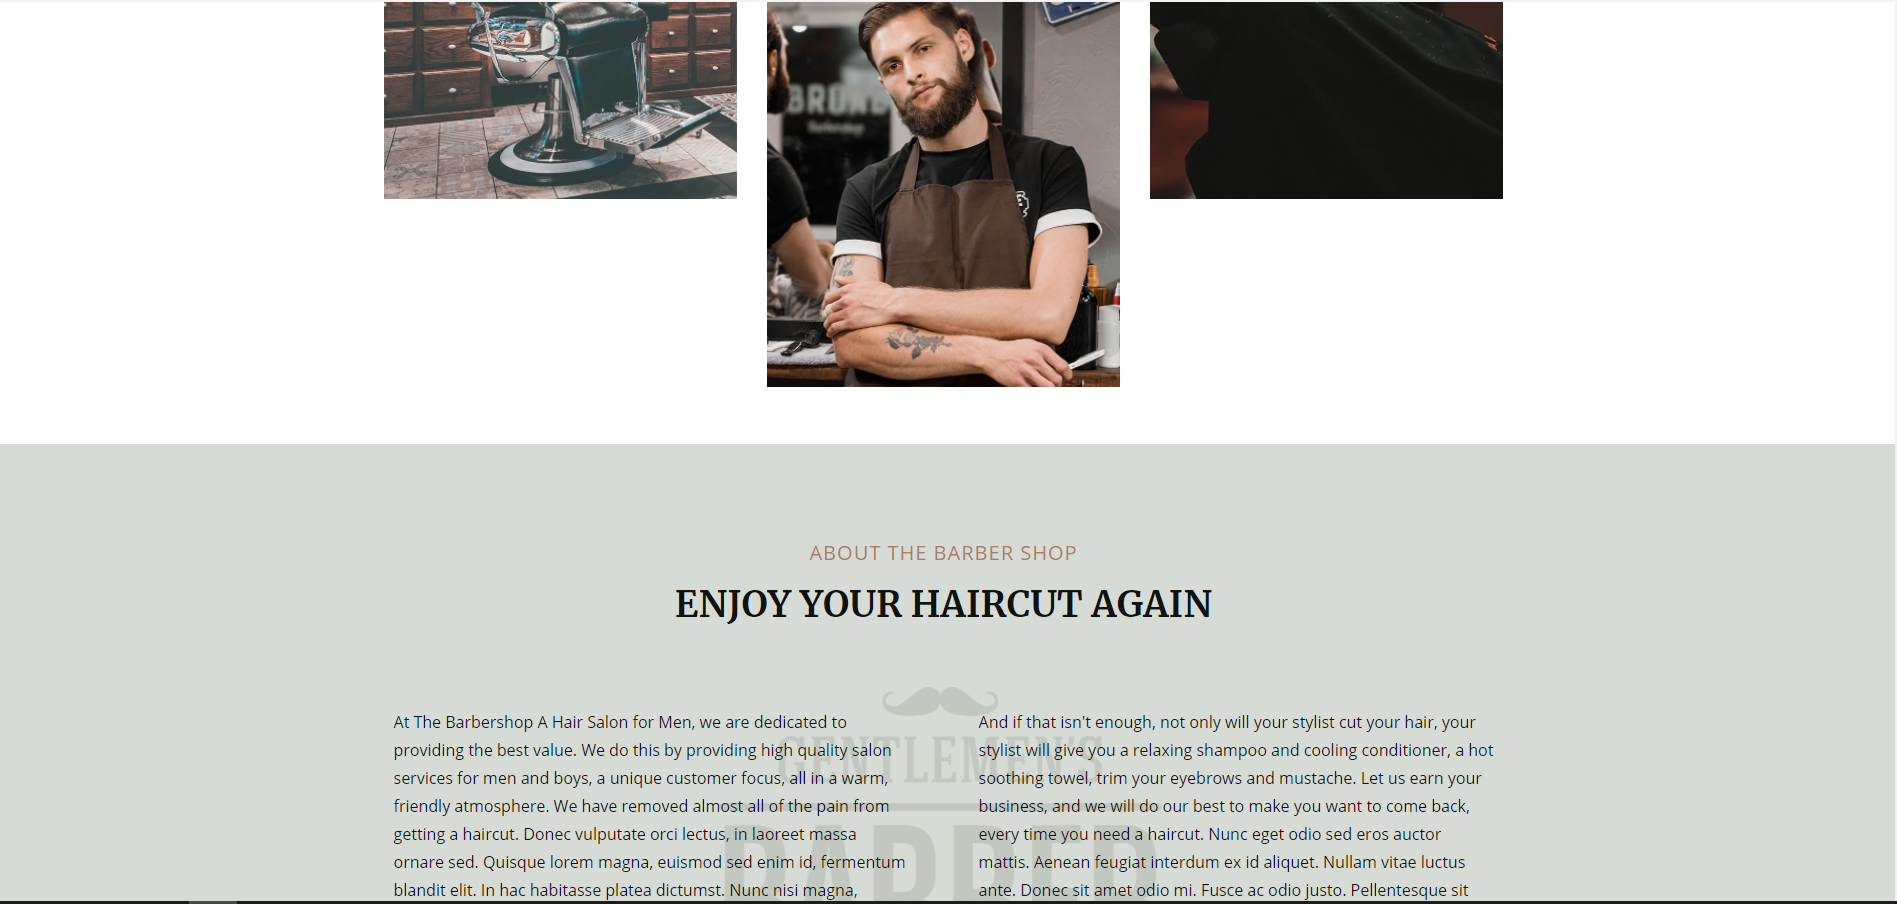 Barbershop
ABOUT THE BARBER SHOP
ENJOY YOUR HAIRCUT AGAIN
GENTLEMEN'S
At The Barbershop A Hair Salon for Men, we are dedicated to
providing the best value. We do this by providing high quality salon
services for men and boys, a unique customer focus, all in a warm,
friendly atmosphere. We have removed almost all of the pain from
getting a haircut. Donec vulputate orci lectus, in laoreet massa
ornare sed. Quisque lorem magna, euismod sed enim id, fermentum
blandit elit. In hac habitasse platea dictumst. Nunc nisi magna,
And if that isn't enough, not only will your stylist cut your hair, your
stylist will give you a relaxing shampoo and cooling conditioner, a hot
soothing towel, trim your eyebrows and mustache. Let us earn your
business, and we will do our best to make you want to come back,
every time you need a haircut. Nunc eget odio sed eros auctor
mattis. Aenean feugiat interdum ex id aliquet. Nullam vitae luctus
ante. Donec sit amet odio mi. Fusce ac odio justo. Pellentesque sit